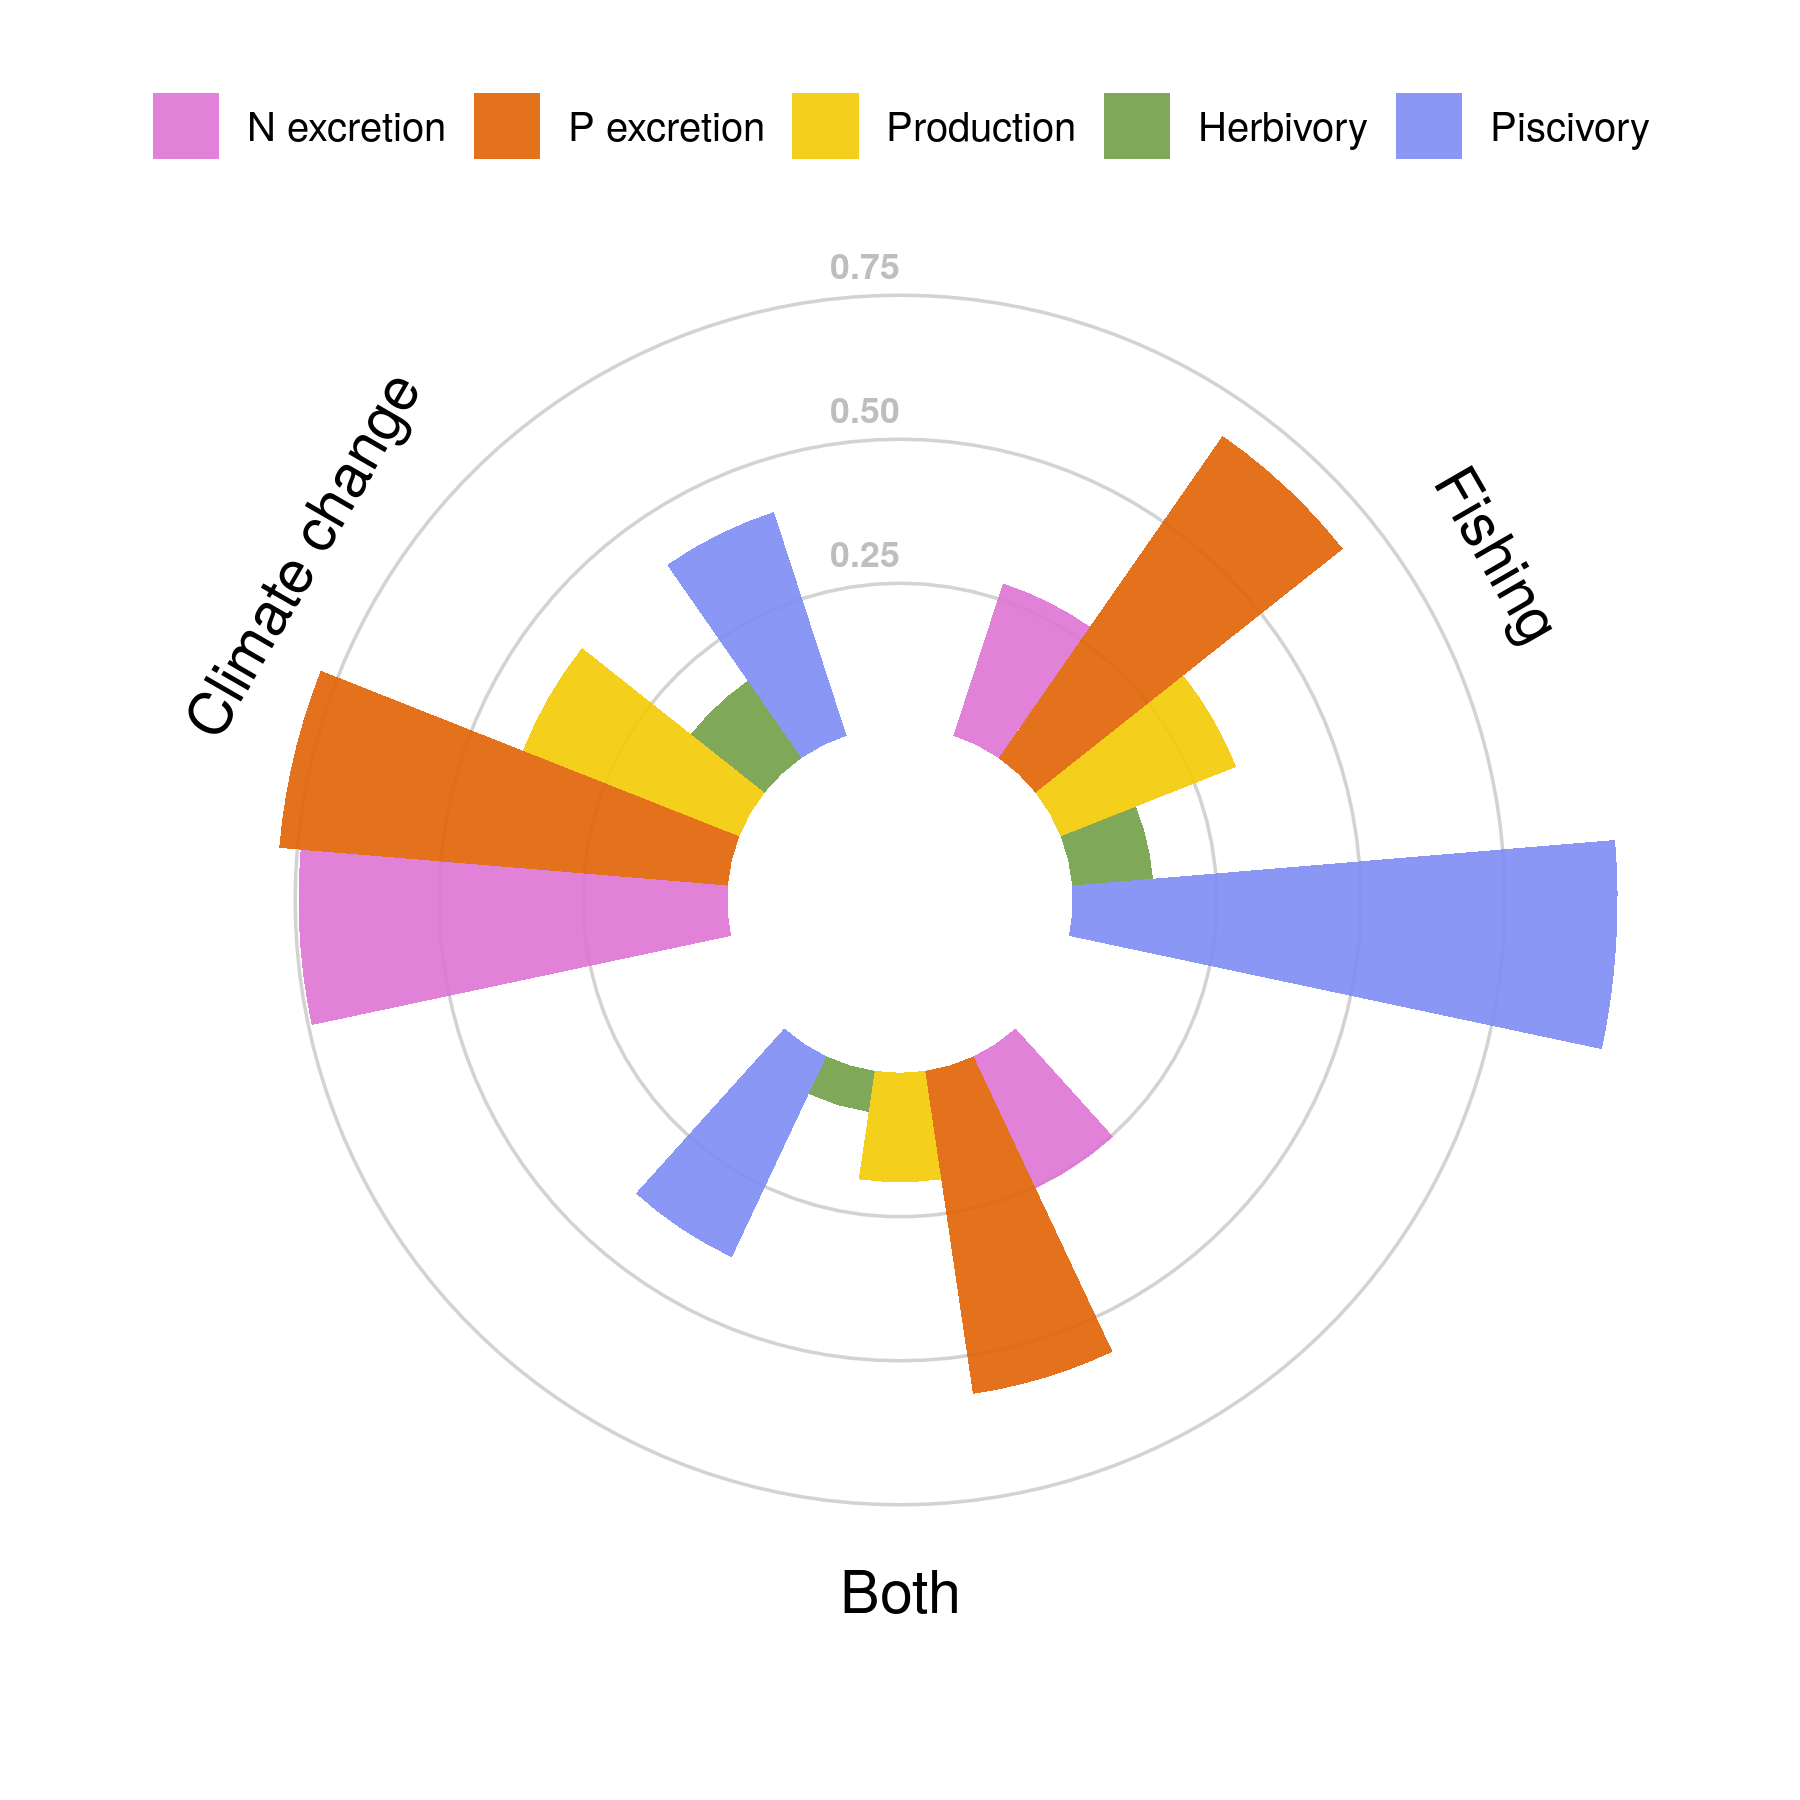 N excretion P excretion Production Herbivory Piscivory
0.75
0.50
0.25
Climate change
Fishing
Both